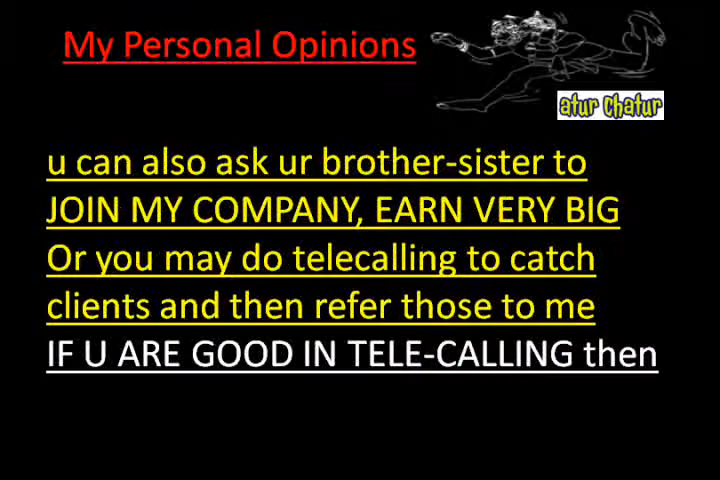 My Personal Opinions
atur Chatur
u can also ask ur brother-sister to
JOIN MY COMPANY, EARN VERY BIG
Or you may do telecalling to catch
clients and then refer those to me
IF U ARE GOOD IN TELE-CALLING then